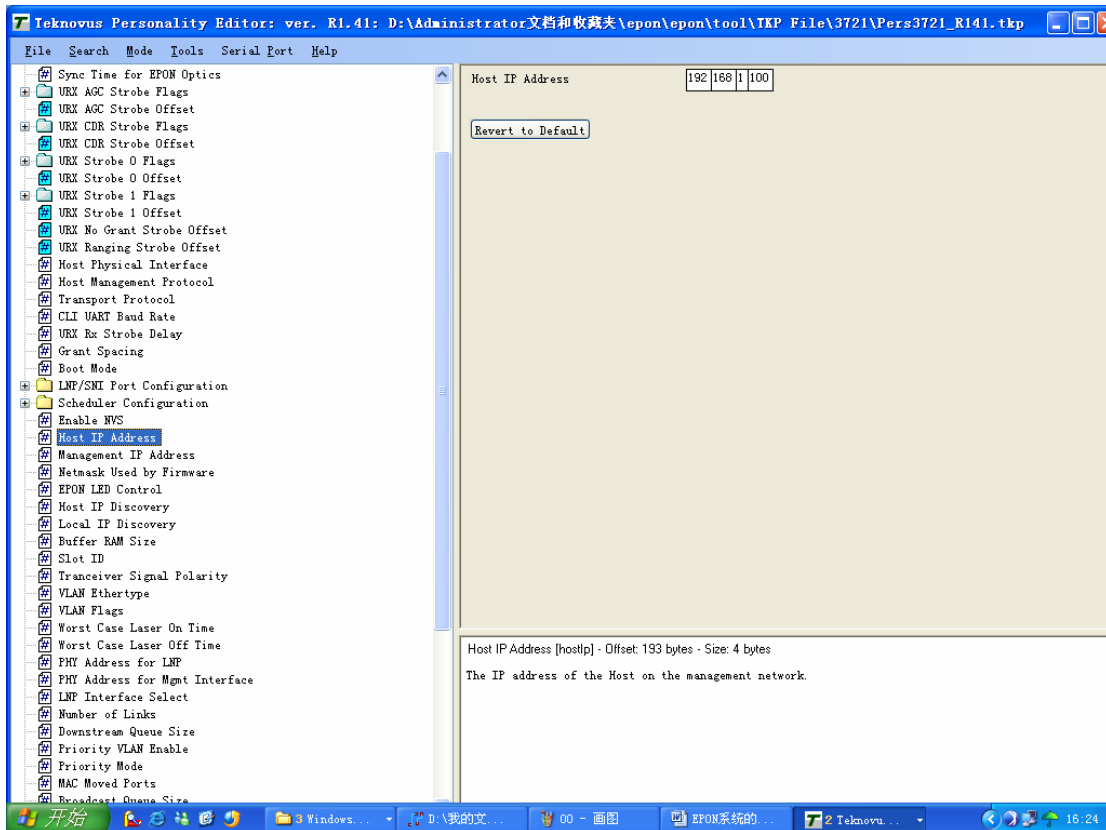 Teknovus Personality Editor: ver. R1.41: D:\Administrator文档和收藏夹\epon\epon\tool\TKP File\3721\Pers3721_R141.tkp
File Search Mode Tools Serial Port Help
Sync Time for EPON Optics
URX AGC Strobe Flags
URX AGC Strobe Offset
URX CDR Strobe Flags
URX CDR Strobe Offset
URX Strobe 0 Flags
URX Strobe 0 Offset
URX Strobe 1 Flags
URX Strobe 1 Offset
URX No Grant Strobe Offset
URX Ranging Strobe Offset
Host Physical Interface
Host Management Protocol
Transport Protocol
CLI UART Baud Rate
URX Rx Strobe Delay
Grant Spacing
Boot Mode
LNP/SNI Port Configuration
Scheduler Configuration
Enable NVS
Host IP Address
Management IP Address
Netmask Used by Firmware
EPON LED Control
Host IP Discovery
Local IP Discovery
Buffer RAM Size
Slot ID
Tranceiver Signal Polarity
VLAN Ethertype
VLAN Flags
Worst Case Laser On Time
Worst Case Laser Off Time
PHY Address for LNP
PHY Address for Mgmt Interface
LNP Interface Select
Number of Links
Downstream Queue Size
Priority VLAN Enable
Priority Mode
MAC Moved Ports
Broadcast Queue Size
Host IP Address 192 168 1 100
Revert to Default
Host IP Address [hostIp] - Offset: 193 bytes - Size: 4 bytes
The IP address of the Host on the management network.
开始 3 Windows... D:\我的文... 00 - 画图 EPON系统的... 2 Teknovu... 16:24